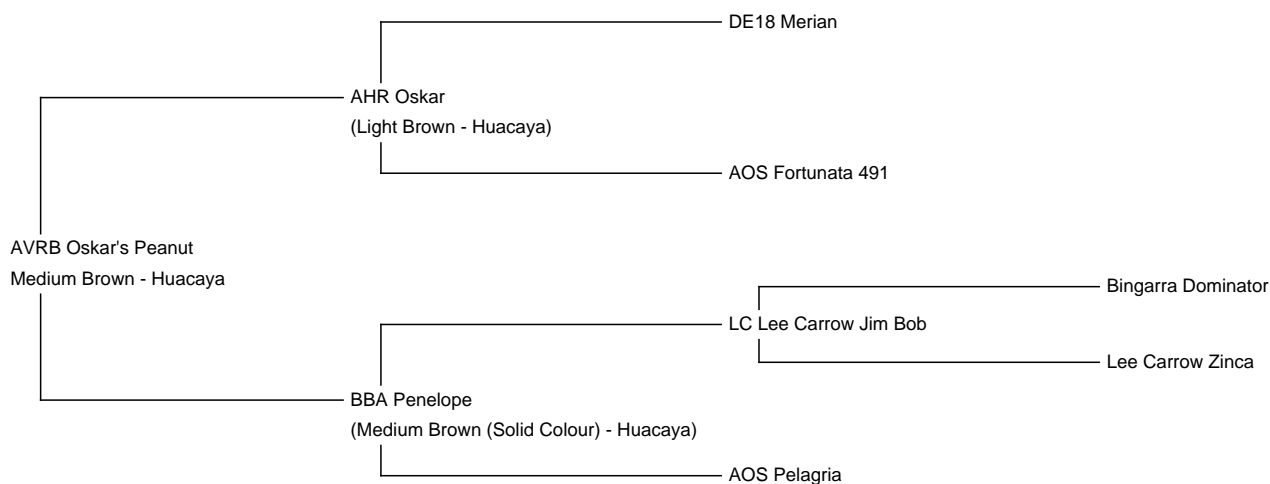 DE18 Merian
AHR Oskar
(Light Brown - Huacaya)
AOS Fortunata 491
AVRB Oskar's Peanut
Medium Brown - Huacaya
Bingarra Dominator
LC Lee Carrow Jim Bob
Lee Carrow Zinca
BBA Penelope
(Medium Brown (Solid Colour) - Huacaya)
AOS Pelagria